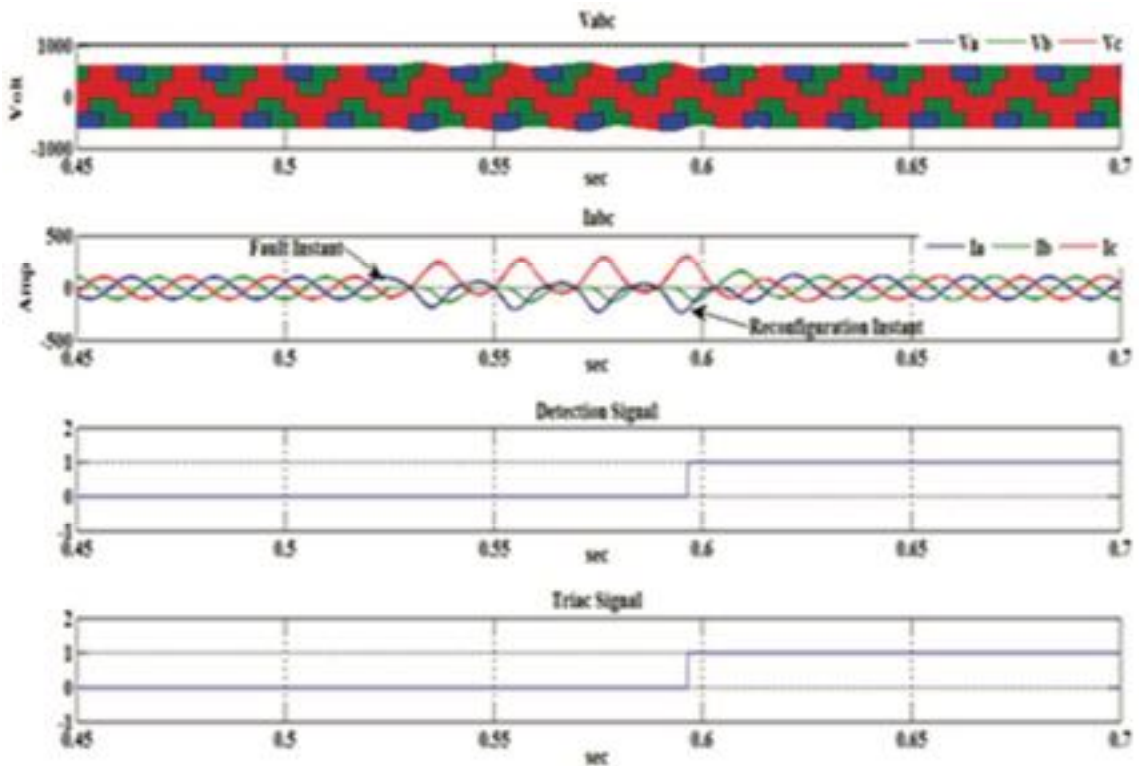 Vabc
Va Vb Vc
1000
0
-1000
Volt
0.45 0.5 0.55 0.6 0.65 0.7
sec
Iabc
Ia Ib Ic
500
0
-500
Amp
Fault Instant
Reconfiguration Instant
0.45 0.5 0.55 0.6 0.65 0.7
sec
Detection Signal
2
1
0
-1
0.45 0.5 0.55 0.6 0.65 0.7
sec
Triac Signal
2
1
0
-1
0.45 0.5 0.55 0.6 0.65 0.7
sec